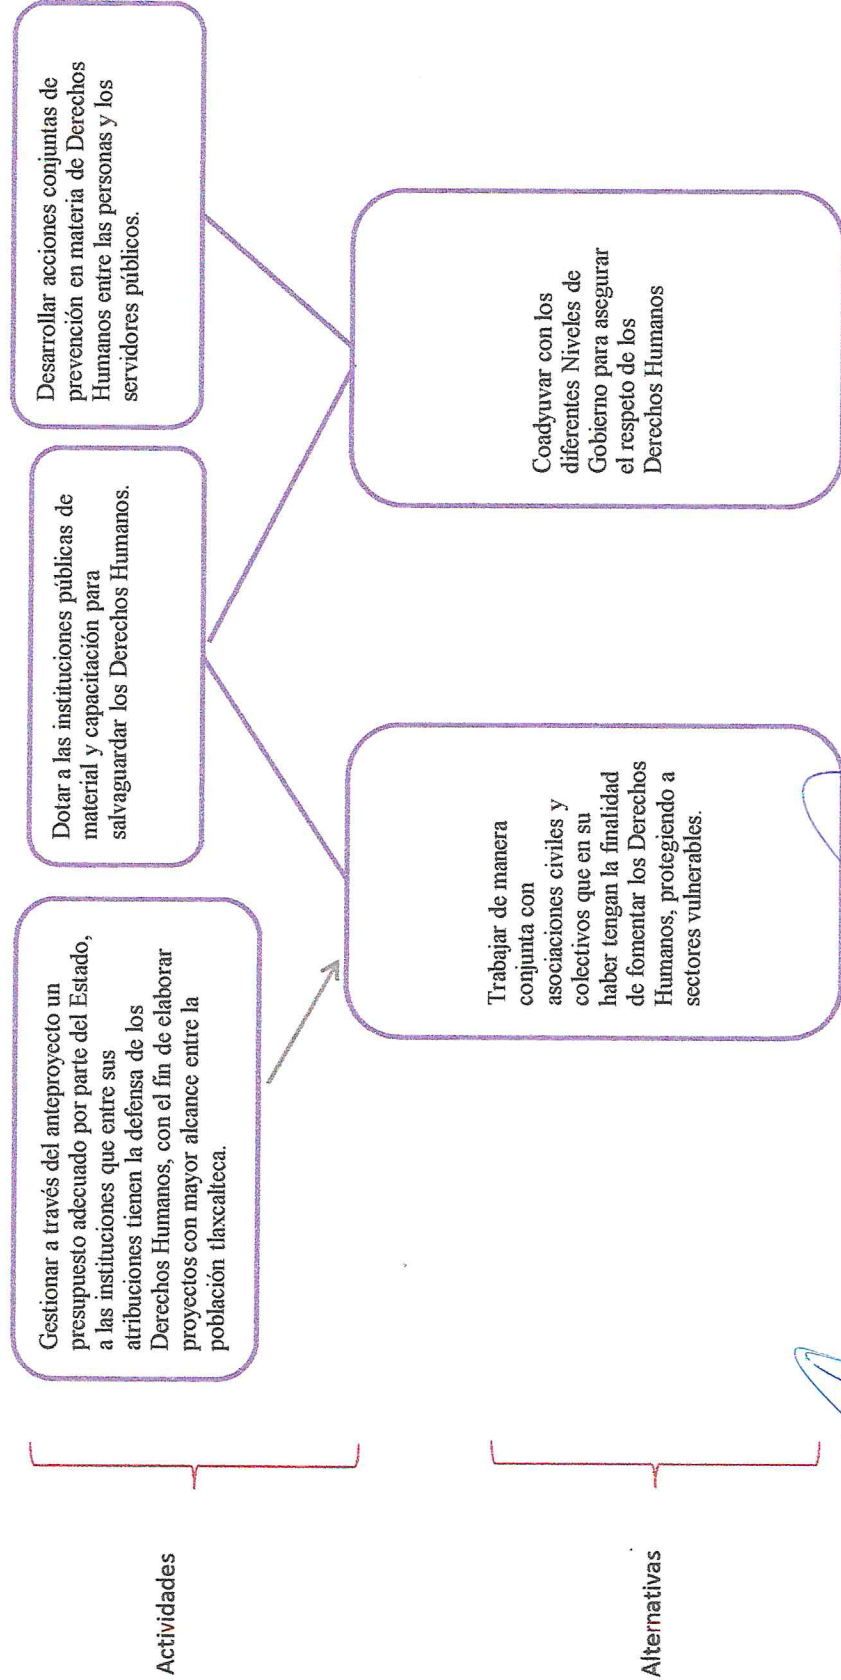 Actividades
Gestionar a través del anteproyecto un
presupuesto adecuado por parte del Estado,
a las instituciones que entre sus
atribuciones tienen la defensa de los
Derechos Humanos, con el fin de elaborar
proyectos con mayor alcance entre la
población tlaxcalteca.
Dotar a las instituciones públicas de
material y capacitación para
salvaguardar los Derechos Humanos.
Desarrollar acciones conjuntas de
prevención en materia de Derechos
Humanos entre las personas y los
servidores públicos.
Alternativas
Trabajar de manera
conjunta con
asociaciones civiles y
colectivos que en su
haber tengan la finalidad
de fomentar los Derechos
Humanos, protegiendo a
sectores vulnerables.
Coadyuvar con los
diferentes Niveles de
Gobierno para asegurar
el respeto de los
Derechos Humanos